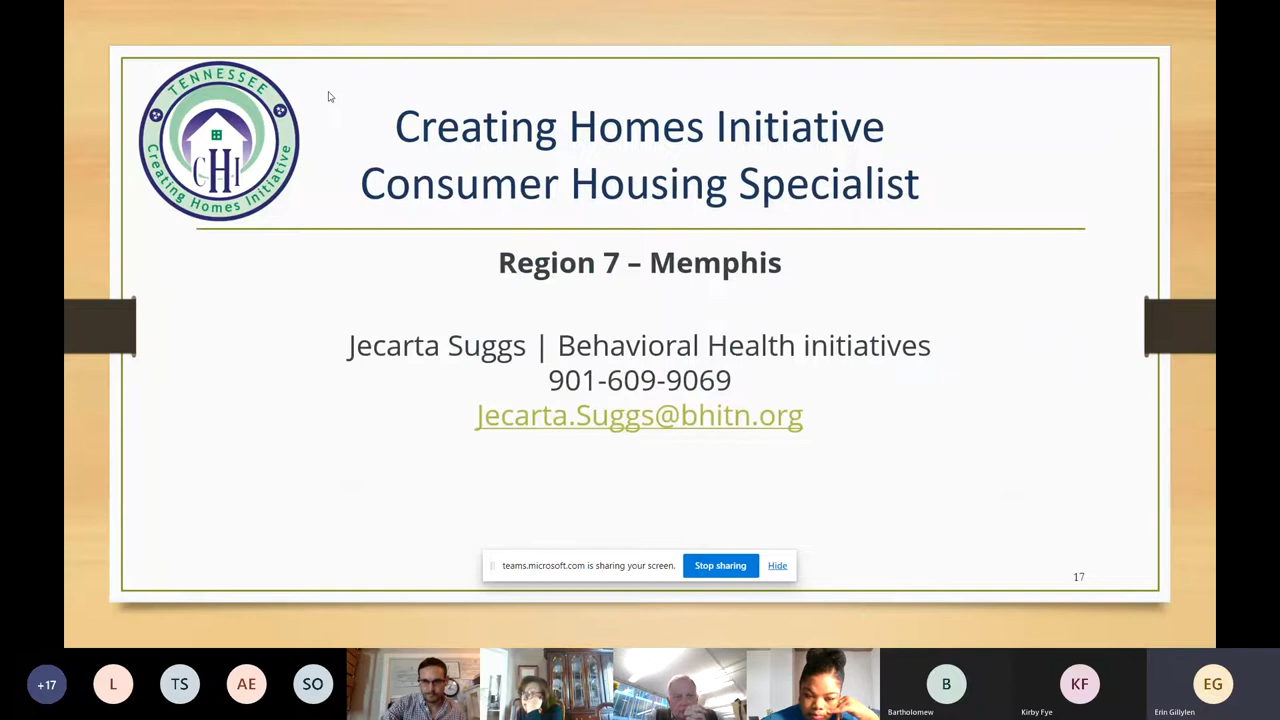 TENNESSEE
CHI
Creating Homes Initiative
Creating Homes Initiative
Consumer Housing Specialist
Region 7 – Memphis
Jecarta Suggs | Behavioral Health initiatives
901-609-9069
Jecarta.Suggs@bhitn.org
teams.microsoft.com is sharing your screen.
Stop sharing
Hide
17
+17
L
TS
AE
SO
B
KF
EG
Bartholomew
Kirby Fye
Erin Gillylen